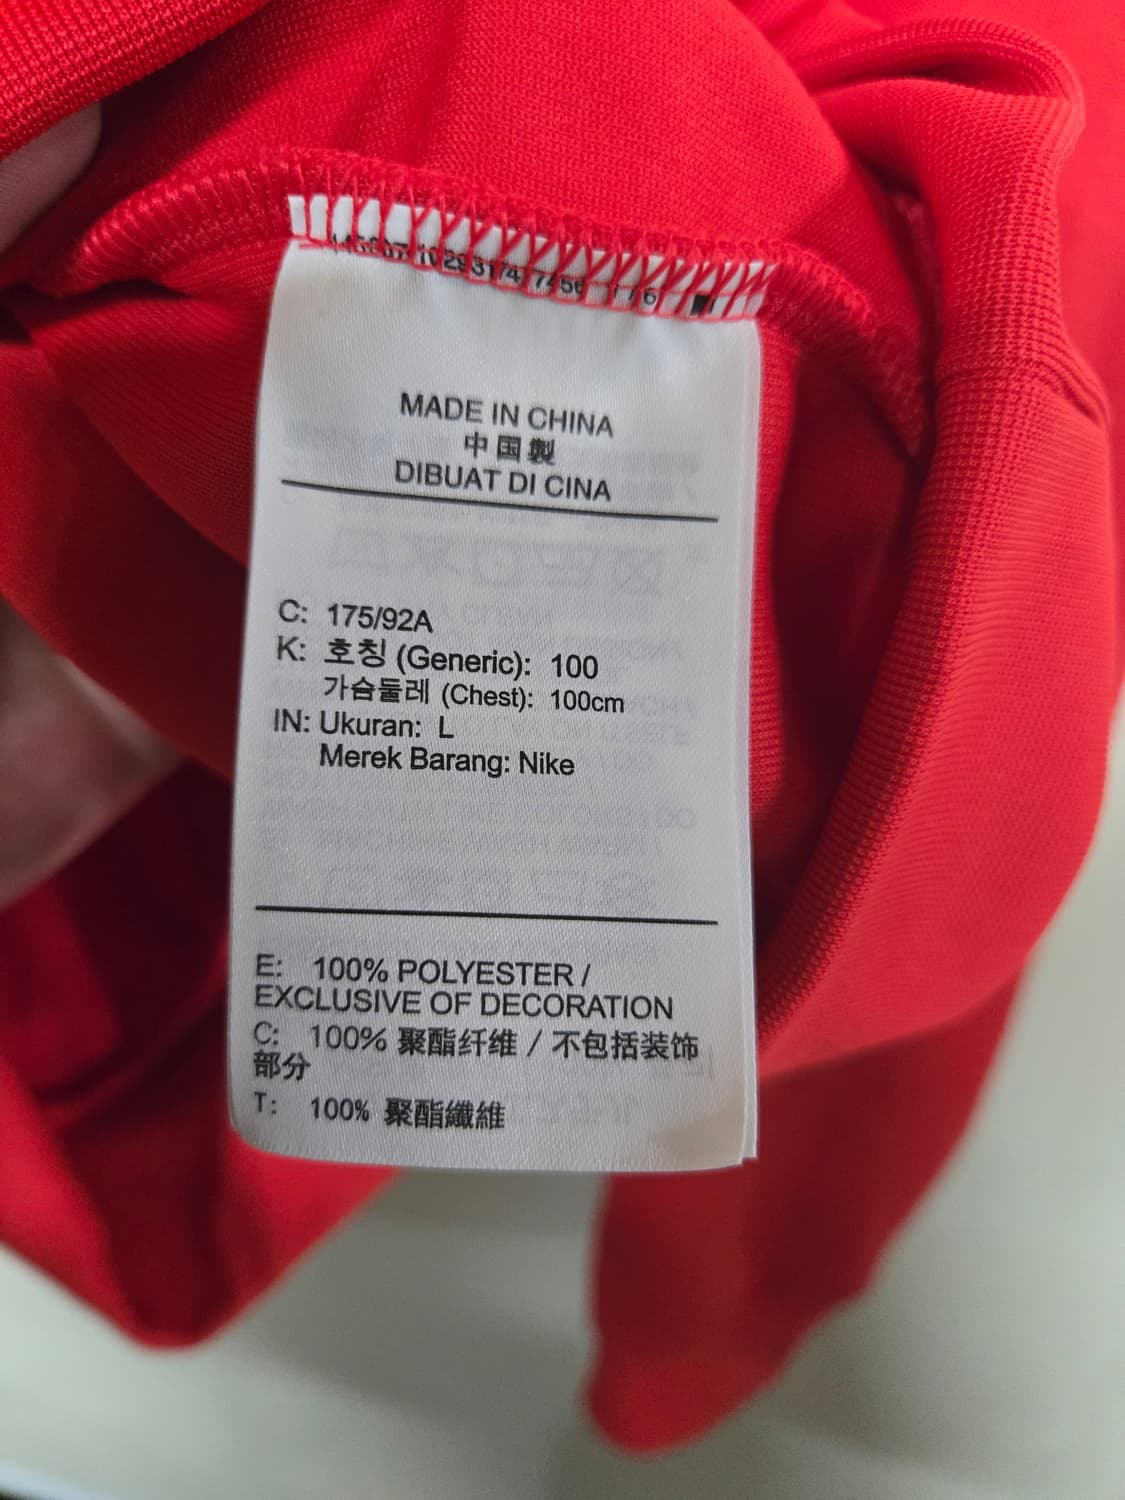 MADE IN CHINA
中国製
DIBUAT DI CINA
C: 175/92A
K: 호칭 (Generic): 100
가슴둘레 (Chest): 100cm
IN: Ukuran: L
Merek Barang: Nike
E: 100% POLYESTER /
EXCLUSIVE OF DECORATION
C: 100% 聚酯纤维 / 不包括装饰
部分
T: 100% 聚酯纖維